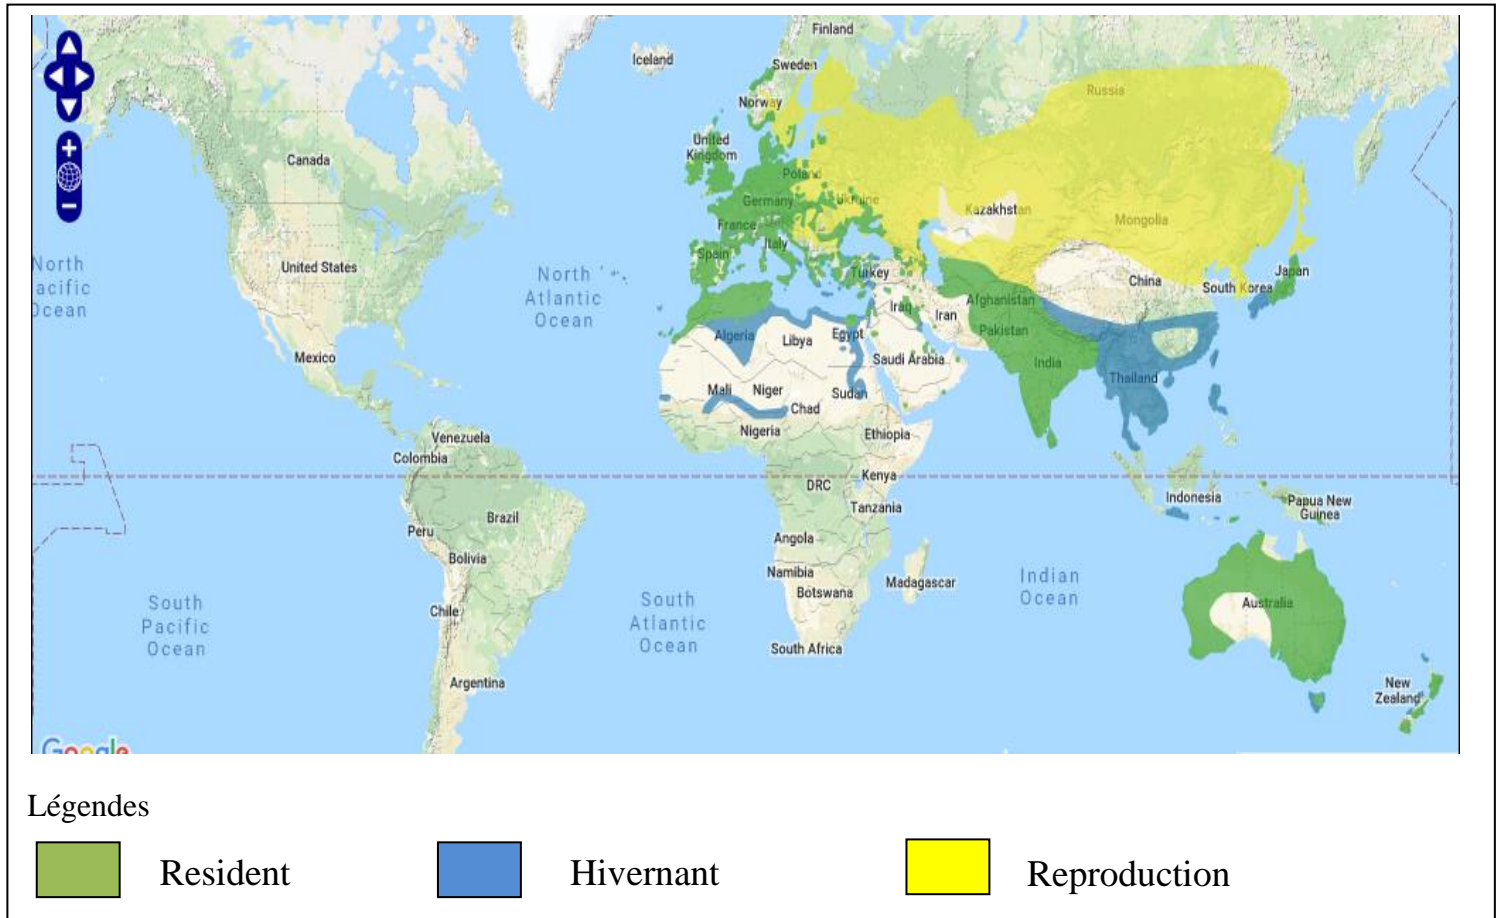 Finland
Iceland
Sweden
Norway
Russia
United
Kingdom
Canada
Poland
Germany
Ukraine
Kazakhstan
Mongolia
France
Italy
Spain
Turkey
United States
North
acific
Ocean
North
Atlantic
Ocean
China
Japan
South Korea
Afghanistan
Iraq
Iran
Pakistan
Algeria
Libya
Egypt
Saudi Arabia
India
Mexico
Thailand
Mali
Niger
Chad
Sudan
Nigeria
Ethiopia
Venezuela
Colombia
Kenya
DRC
Tanzania
Indonesia
Papua New
Guinea
Brazil
Peru
Angola
Bolivia
Namibia
Botswana
Madagascar
Indian
Ocean
Chile
South
Pacific
Ocean
South
Atlantic
Ocean
Australia
South Africa
Argentina
New
Zealand
Google
Légendes
Resident
Hivernant
Reproduction